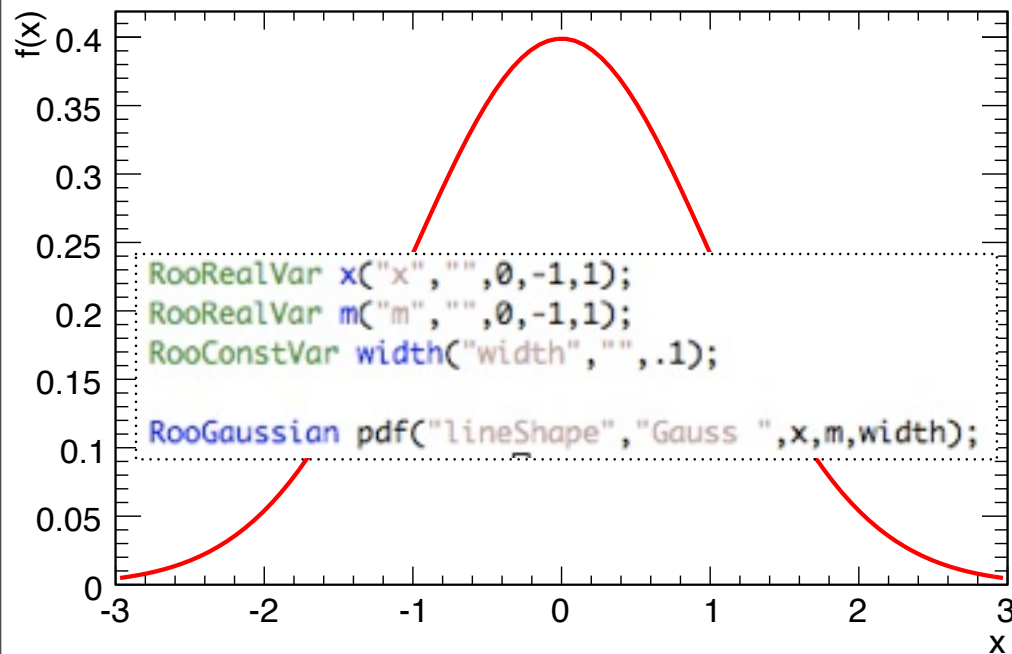 f(x)
0.4
0.35
0.3
0.25
RooRealVar x("x","",0,-1,1);
RooRealVar m("m","",0,-1,1);
0.2
RooConstVar width("width","",.1);
0.15
RooGaussian pdf("lineShape","Gauss ",x,m,width);
0.1
0.05
0
-3 -2 -1 0 1 2 3
x